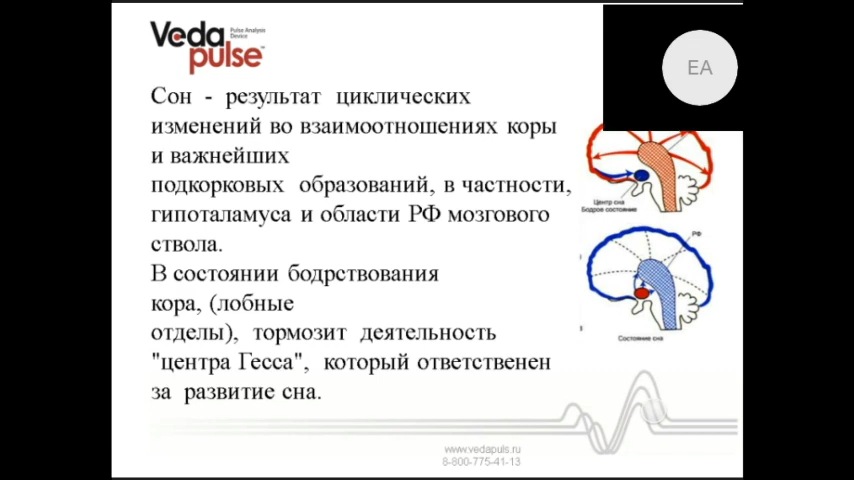 Veda
Pulse Analysis
Device
pulse™
EA
Сон - результат циклических
изменений во взаимоотношениях коры
и важнейших
подкорковых образований, в частности,
гипоталамуса и области РФ мозгового
ствола.
В состоянии бодрствования
кора, (лобные
отделы), тормозит деятельность
"центра Гесса", который ответственен
за развитие сна.
Центр сна
Бодрое состояние
РФ
Состояние сна
www.vedapuls.ru
8-800-775-41-13